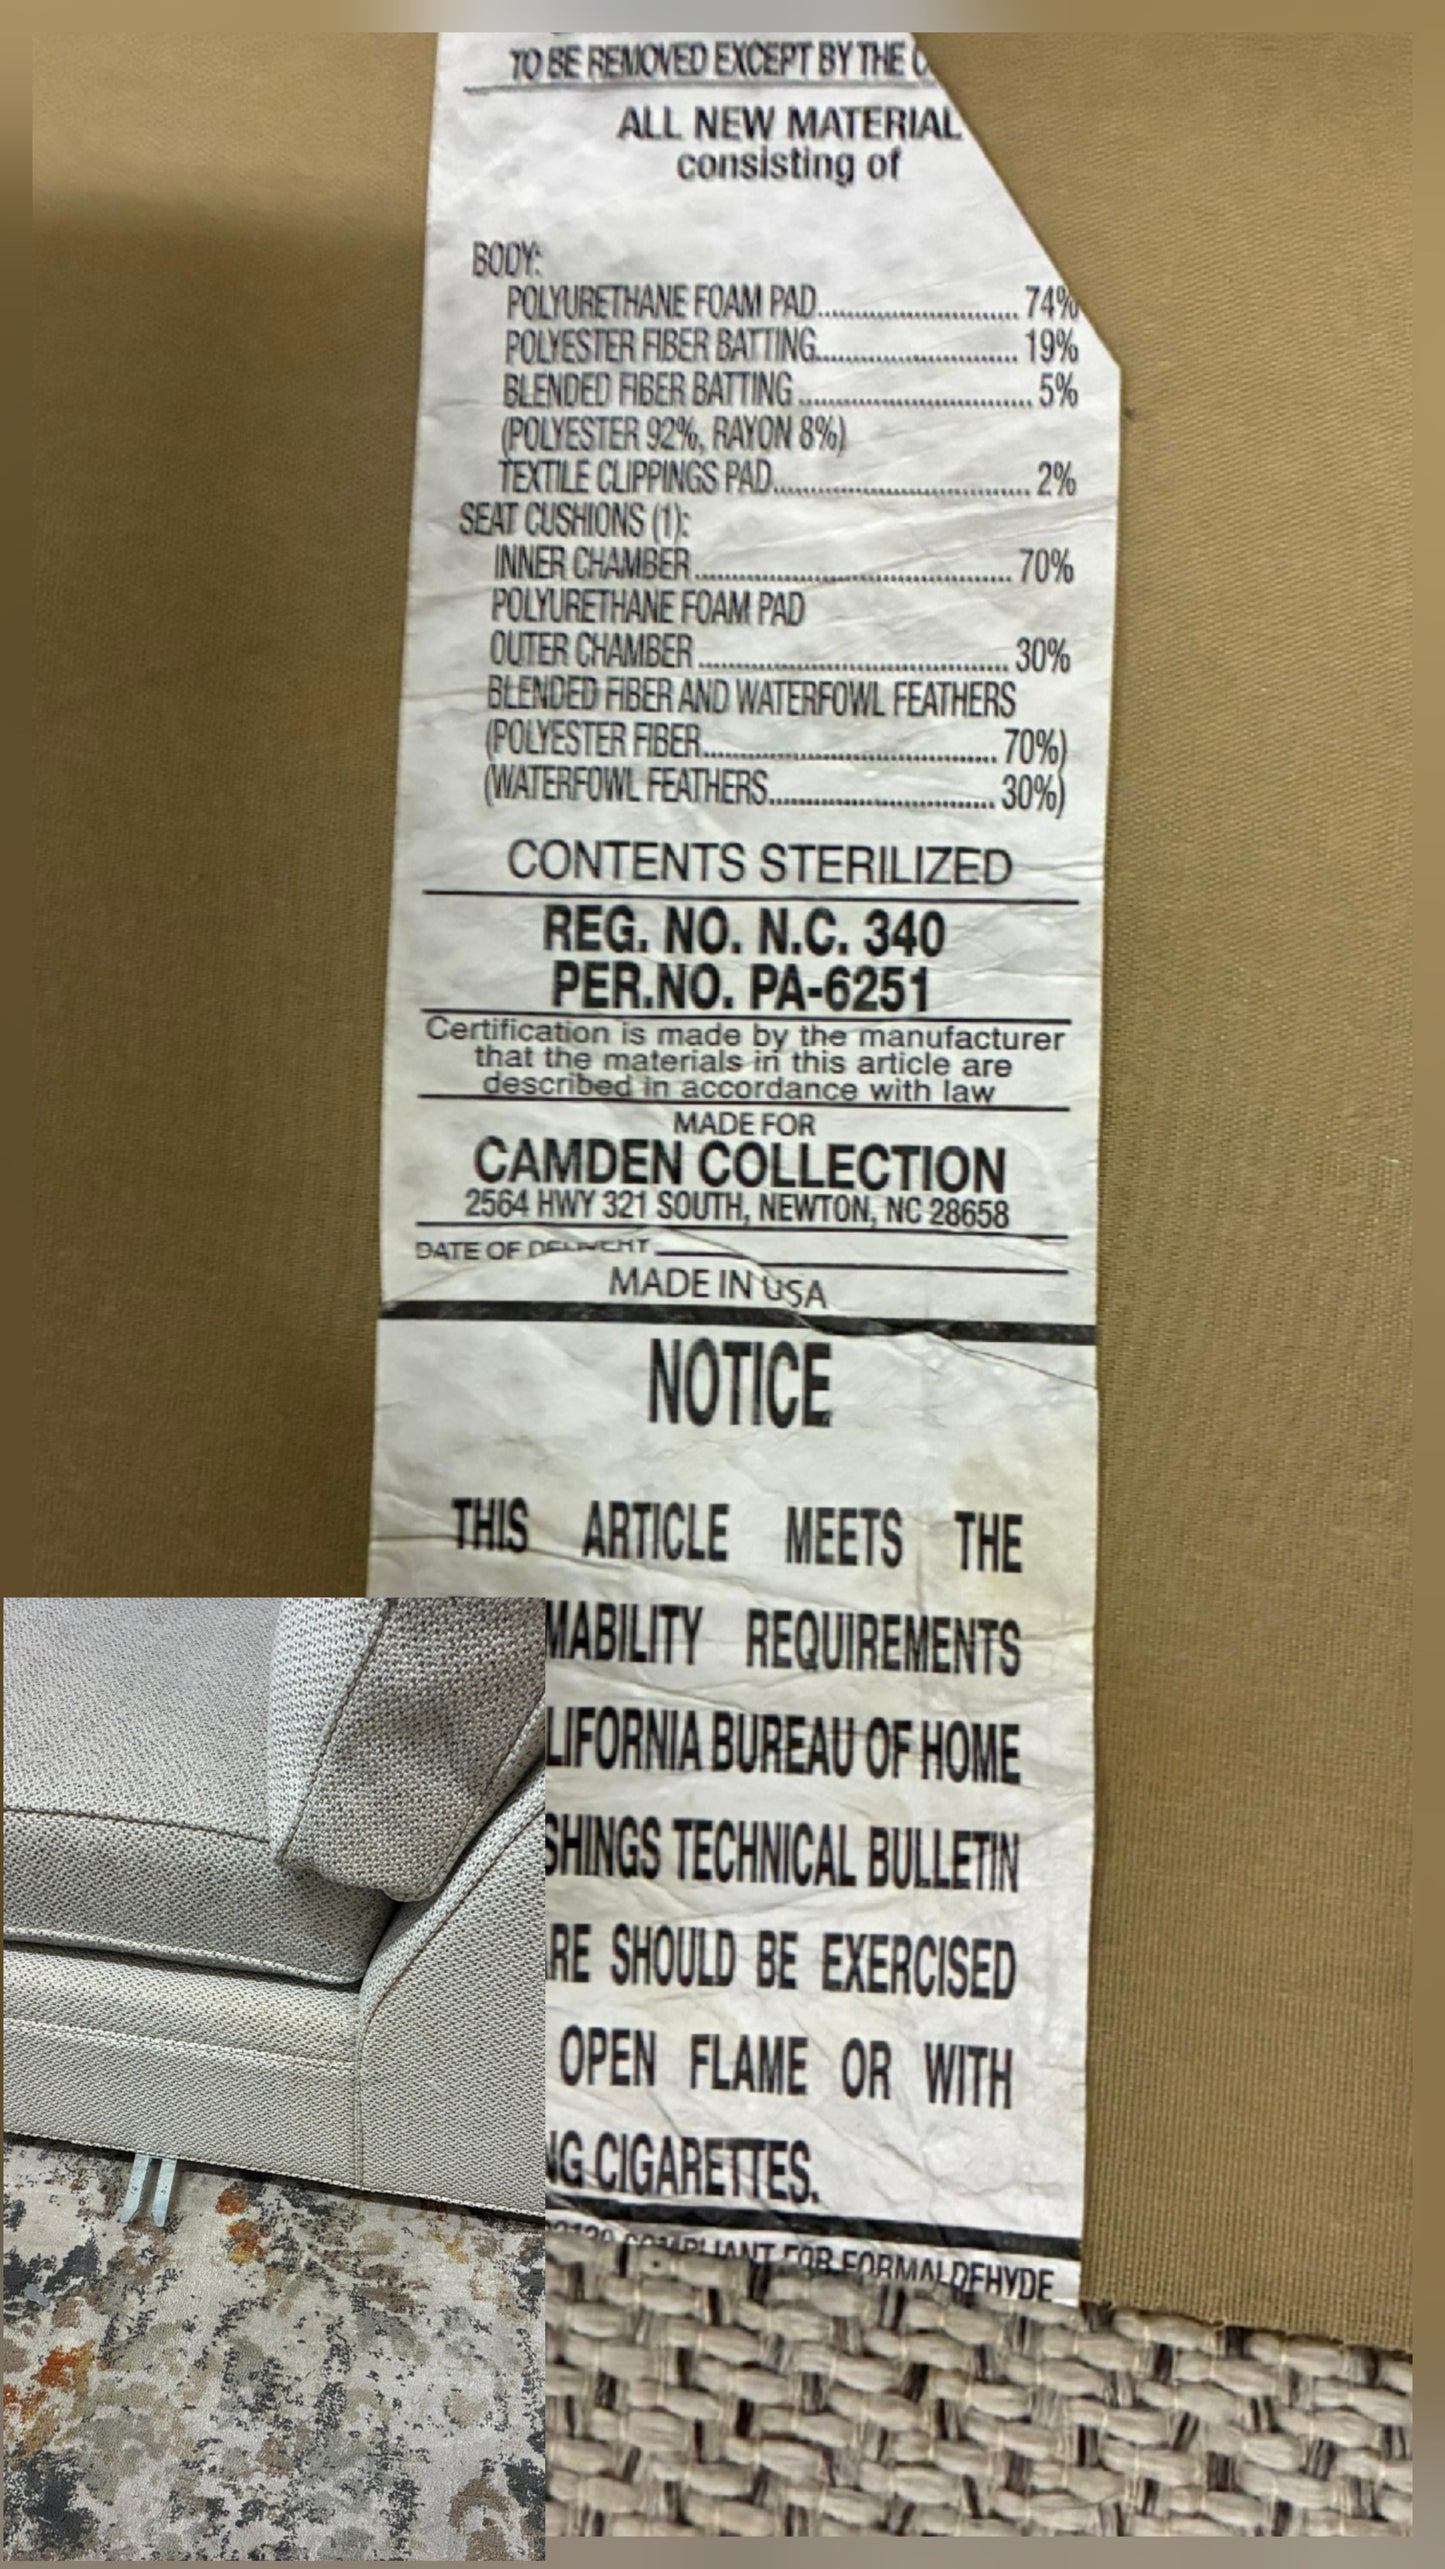 TO BE REMOVED EXCEPT BY THE
ALL NEW MATERIAL
consisting of
BODY:
POLYURETHANE FOAM PAD............................ 74%
POLYESTER FIBER BATTING............................ 19%
BLENDED FIBER BATTING ................................ 5%
(POLYESTER 92%, RAYON 8%)
TEXTILE CLIPPINGS PAD................................... 2%
SEAT CUSHIONS (1):
INNER CHAMBER ............................................ 70%
POLYURETHANE FOAM PAD
OUTER CHAMBER ........................................... 30%
BLENDED FIBER AND WATERFOWL FEATHERS
(POLYESTER FIBER......................................... 70%)
(WATERFOWL FEATHERS............................... 30%)
CONTENTS STERILIZED
REG. NO. N.C. 340
PER.NO. PA-6251
Certification is made by the manufacturer
that the materials in this article are
described in accordance with law
MADE FOR
CAMDEN COLLECTION
2564 HWY 321 SOUTH, NEWTON, NC 28658
DATE OF DELIVERY
MADE IN USA
NOTICE
THIS ARTICLE MEETS THE
MABILITY REQUIREMENTS
LIFORNIA BUREAU OF HOME
SHINGS TECHNICAL BULLETIN
RE SHOULD BE EXERCISED
OPEN FLAME OR WITH
NG CIGARETTES.
COMPLIANT FOR FORMALDEHYDE